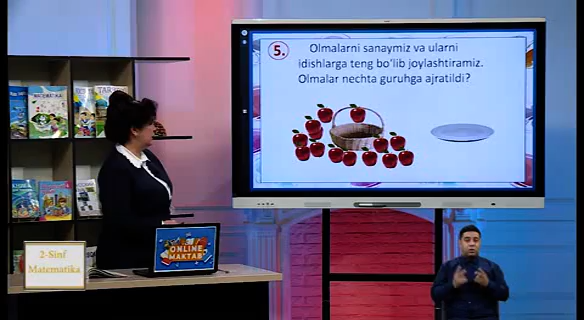 5.
Olmalarni sanaymiz va ularni
idishlarga teng bo'lib joylashtiramiz.
Olmalar nechta guruhga ajratildi?
MATEMATIKA
2-Sinf
Matematika
ONLINE
MAKTAB